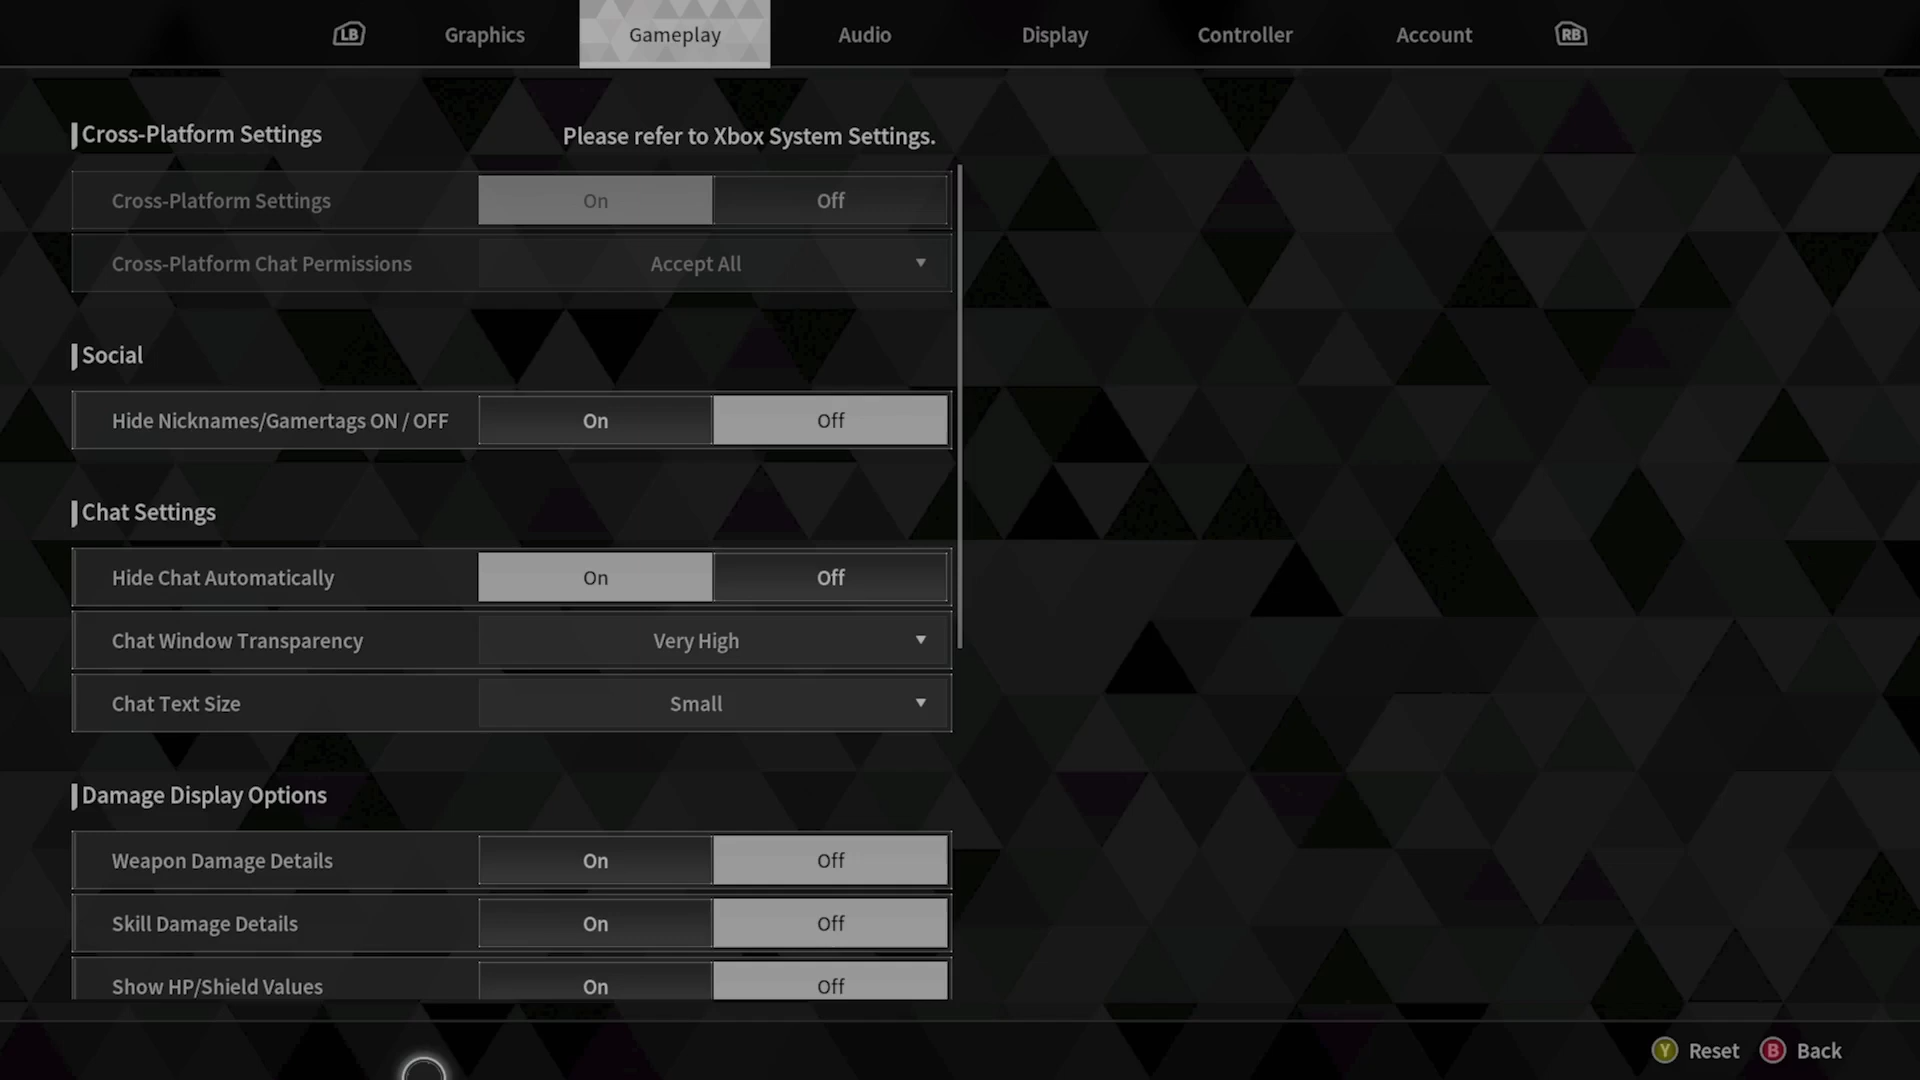 LB Graphics Gameplay Audio Display Controller Account RB
Cross-Platform Settings Please refer to Xbox System Settings.
Cross-Platform Settings On Off
Cross-Platform Chat Permissions Accept All
Social
Hide Nicknames/Gamertags ON / OFF On Off
Chat Settings
Hide Chat Automatically On Off
Chat Window Transparency Very High
Chat Text Size Small
Damage Display Options
Weapon Damage Details On Off
Skill Damage Details On Off
Show HP/Shield Values On Off
Y Reset B Back